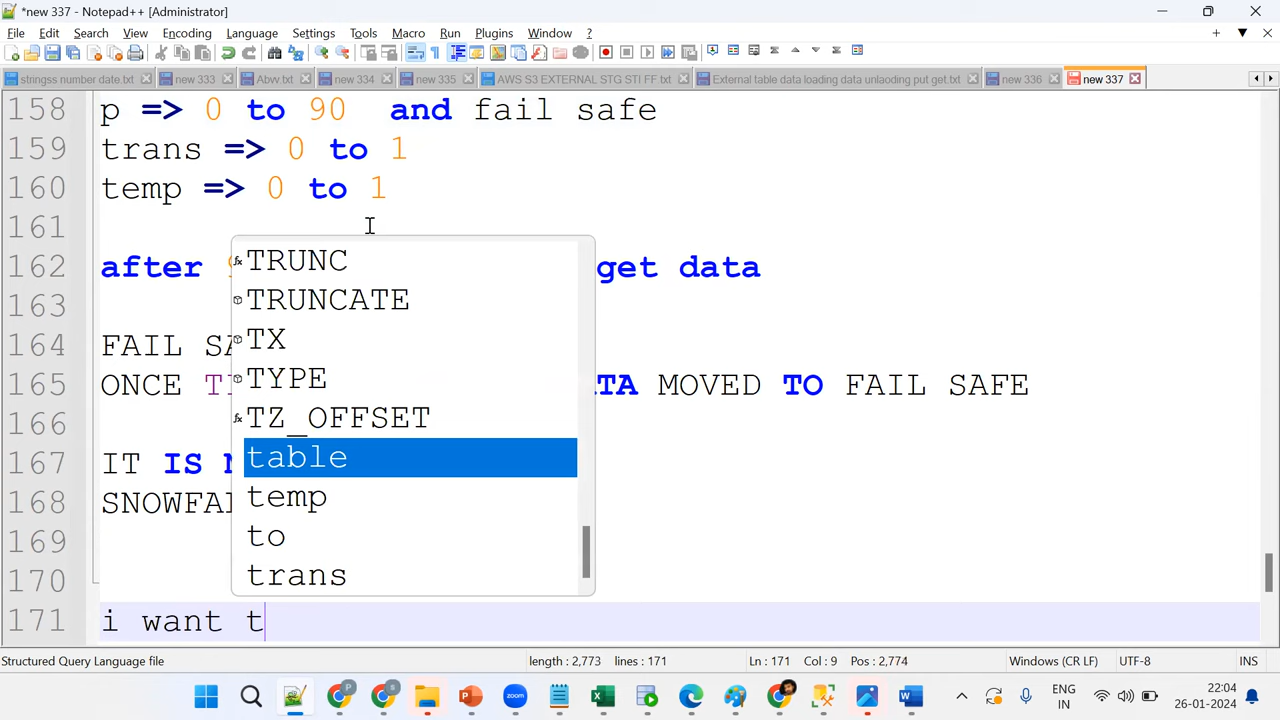 *new 337 - Notepad++ [Administrator]
File Edit Search View Encoding Language Settings Tools Macro Run Plugins Window ?
stringss number date.txt new 333 Abvv.txt new 334 new 335 AWS S3 EXTERNAL STG STI FF txt External table data loading data unlaoding put get.txt new 336 new 337
158 p => 0 to 90 and fail safe
159 trans => 0 to 1
160 temp => 0 to 1
161
162 after get data
163
164 FAIL
165 ONCE MOVED TO FAIL SAFE
166
167 IT IS
168
169
170
171 i want t
TRUNC
TRUNCATE
TX
TYPE
TZ_OFFSET
table
temp
to
trans
Structured Query Language file length : 2,773 lines : 171 Ln : 171 Col : 9 Pos : 2,774 Windows (CR LF) UTF-8 INS
ENG
IN
22:04
26-01-2024